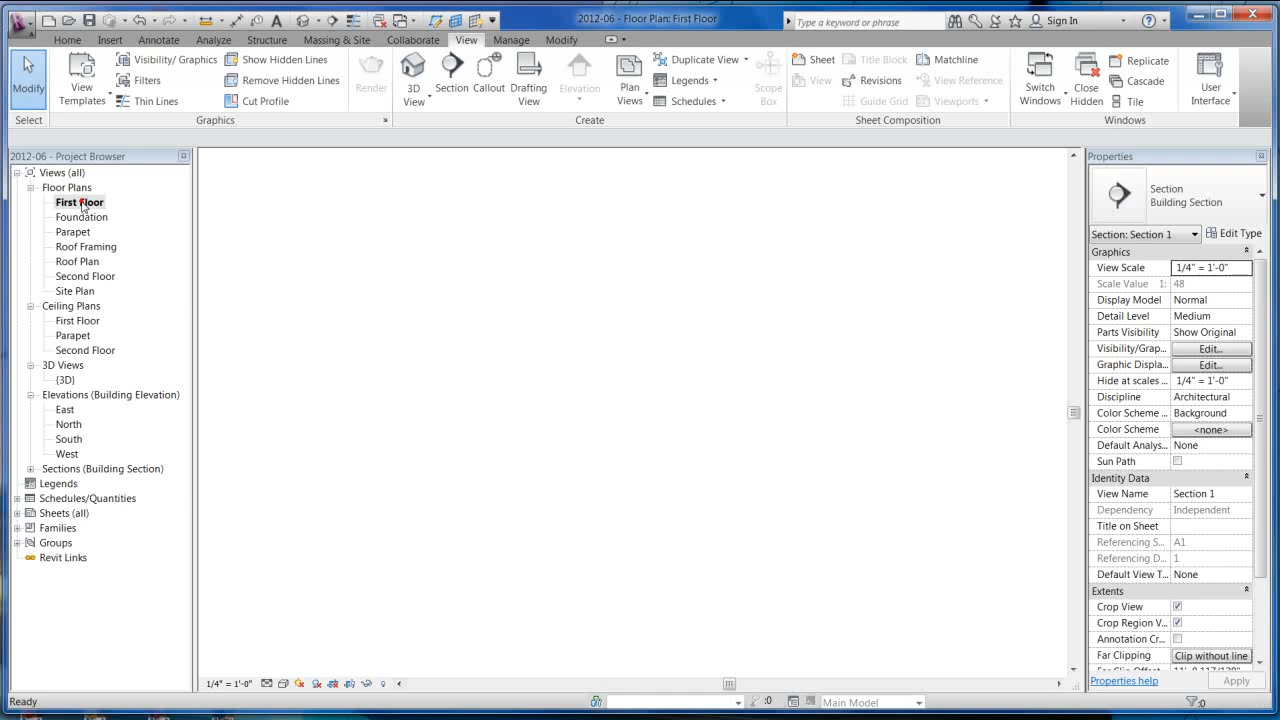 2012-06 - Floor Plan: First Floor
Type a keyword or phrase
Sign In
Home Insert Annotate Analyze Structure Massing & Site Collaborate View Manage Modify
Modify
View Templates
Visibility/ Graphics
Filters
Thin Lines
Show Hidden Lines
Remove Hidden Lines
Cut Profile
Render
3D View
Section
Callout
Drafting View
Elevation
Plan Views
Duplicate View
Legends
Schedules
Scope Box
Sheet
View
Title Block
Revisions
Guide Grid
Matchline
View Reference
Viewports
Switch Windows
Close Hidden
Replicate
Cascade
Tile
User Interface
Select Graphics Create Sheet Composition Windows
2012-06 - Project Browser
Views (all)
Floor Plans
First Floor
Foundation
Parapet
Roof Framing
Roof Plan
Second Floor
Site Plan
Ceiling Plans
First Floor
Parapet
Second Floor
3D Views
{3D}
Elevations (Building Elevation)
East
North
South
West
Sections (Building Section)
Legends
Schedules/Quantities
Sheets (all)
Families
Groups
Revit Links
Properties
Section
Building Section
Section: Section 1 Edit Type
Graphics
View Scale 1/4" = 1'-0"
Scale Value 1: 48
Display Model Normal
Detail Level Medium
Parts Visibility Show Original
Visibility/Grap... Edit...
Graphic Displa... Edit...
Hide at scales ... 1/4" = 1'-0"
Discipline Architectural
Color Scheme ... Background
Color Scheme <none>
Default Analys... None
Sun Path
Identity Data
View Name Section 1
Dependency Independent
Title on Sheet
Referencing S... A1
Referencing D... 1
Default View T... None
Extents
Crop View
Crop Region V...
Annotation Cr...
Far Clipping Clip without line
Properties help Apply
1/4" = 1'-0"
Ready :0 Main Model :0